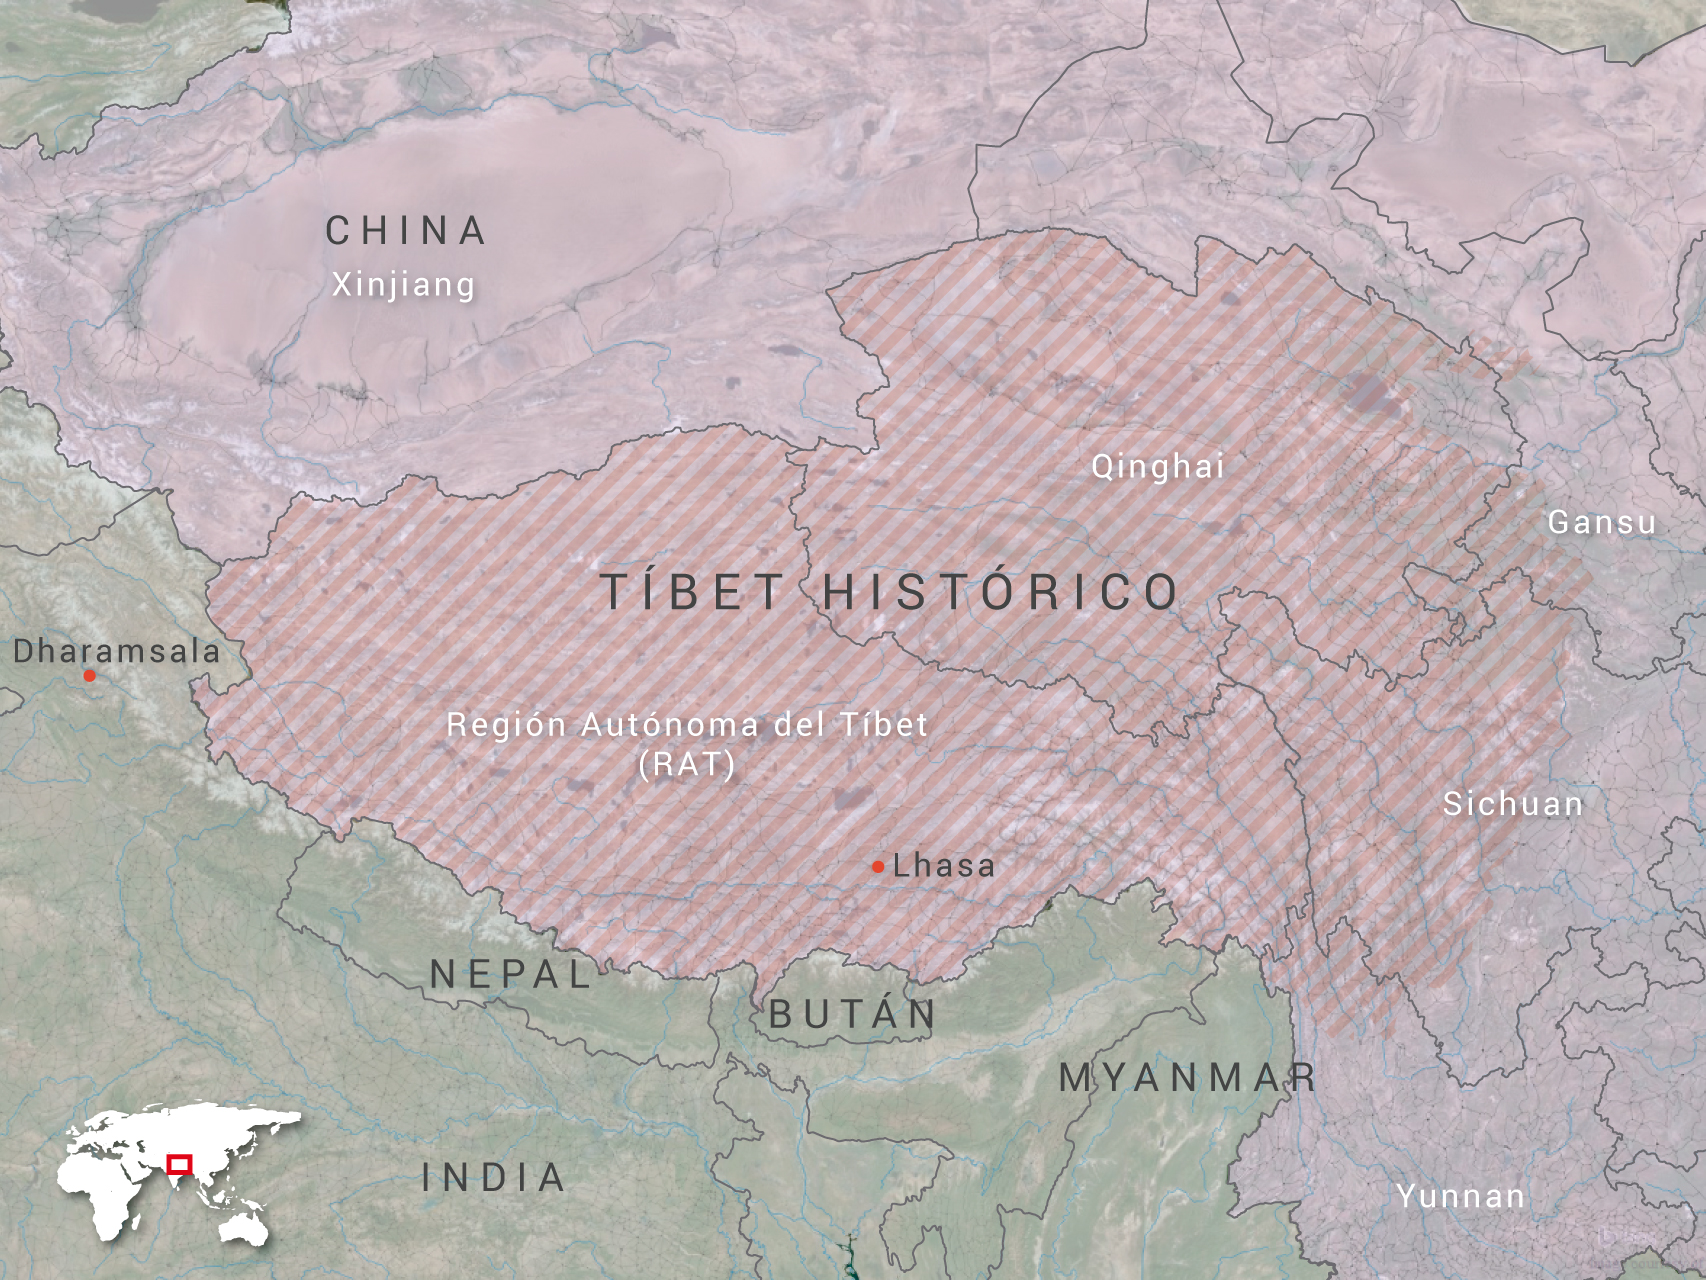 CHINA
Xinjiang
Qinghai
Gansu
TÍBET HISTÓRICO
Dharamsala
Región Autónoma del Tíbet
(RAT)
Sichuan
Lhasa
NEPAL
BUTÁN
MYANMAR
INDIA
Yunnan